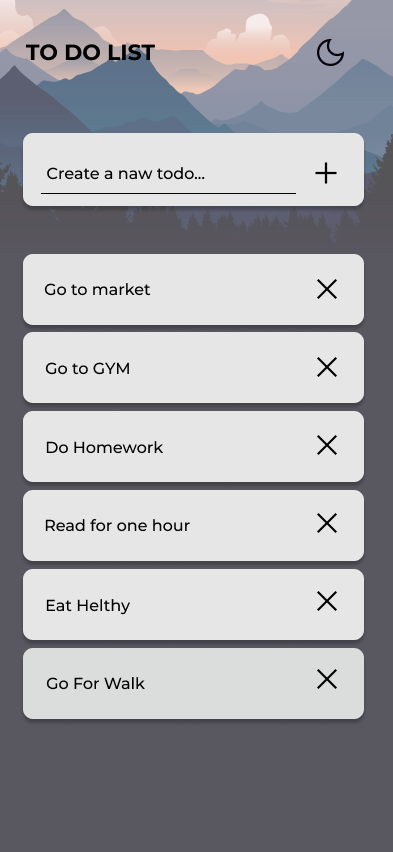 TO DO LIST
Create a naw todo...
Go to market
Go to GYM
Do Homework
Read for one hour
Eat Helthy
Go For Walk